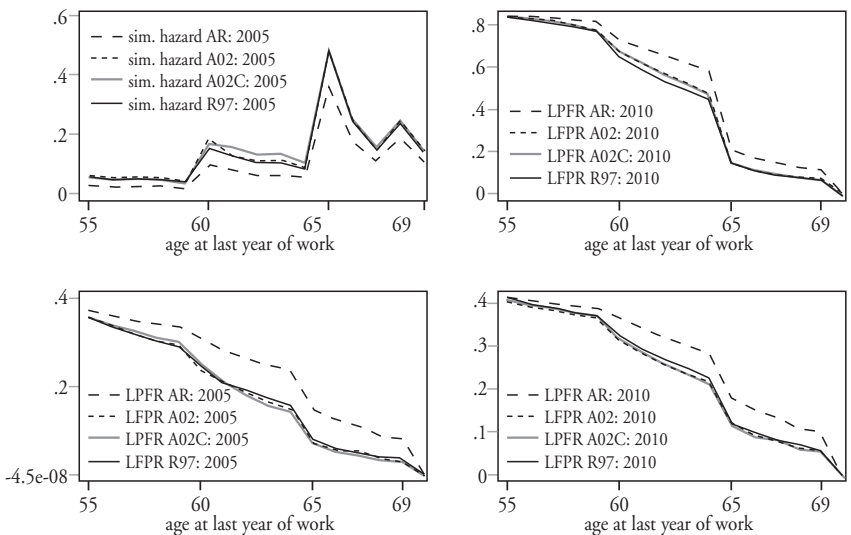 .6
.4
.2
0
sim. hazard AR: 2005
sim. hazard A02: 2005
sim. hazard A02C: 2005
sim. hazard R97: 2005
55 60 65 69
age at last year of work
.8
.6
.4
.2
0
LPFR AR: 2010
LFPR A02: 2010
LPFR A02C: 2010
LFPR R97: 2010
55 60 65 69
age at last year of work
.4
.2
-4.5e-08
LPFR AR: 2005
LFPR A02: 2005
LPFR A02C: 2005
LFPR R97: 2005
55 60 65 69
age at last year of work
.4
.3
.2
.1
0
LPFR AR: 2010
LFPR A02: 2010
LPFR A02C: 2010
LFPR R97: 2010
55 60 65 69
age at last year of work